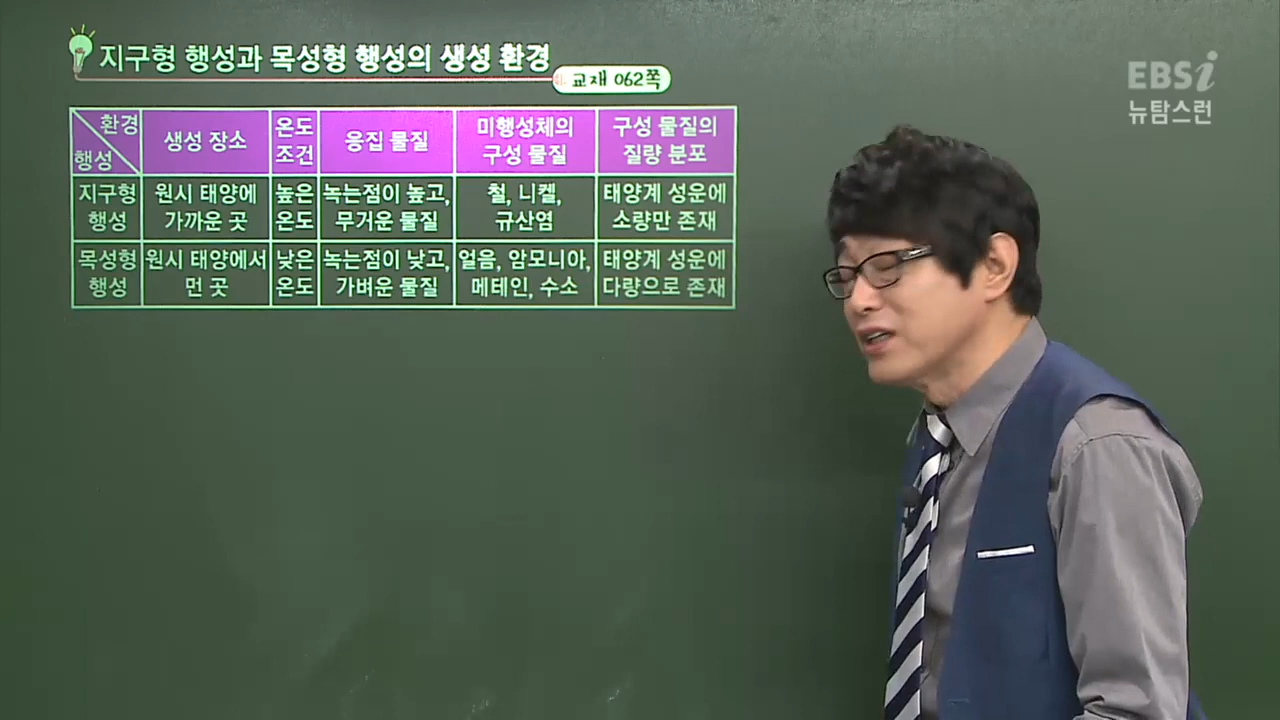 지구형 행성과 목성형 행성의 생성 환경
교재 062쪽
EBSi
뉴탐스런
환경
행성
생성 장소
온도
조건
응집 물질
미행성체의
구성 물질
구성 물질의
질량 분포
지구형
행성
원시 태양에
가까운 곳
높은
온도
녹는점이 높고,
무거운 물질
철, 니켈,
규산염
태양계 성운에
소량만 존재
목성형
행성
원시 태양에서
먼 곳
낮은
온도
녹는점이 낮고,
가벼운 물질
얼음, 암모니아,
메테인, 수소
태양계 성운에
다량으로 존재